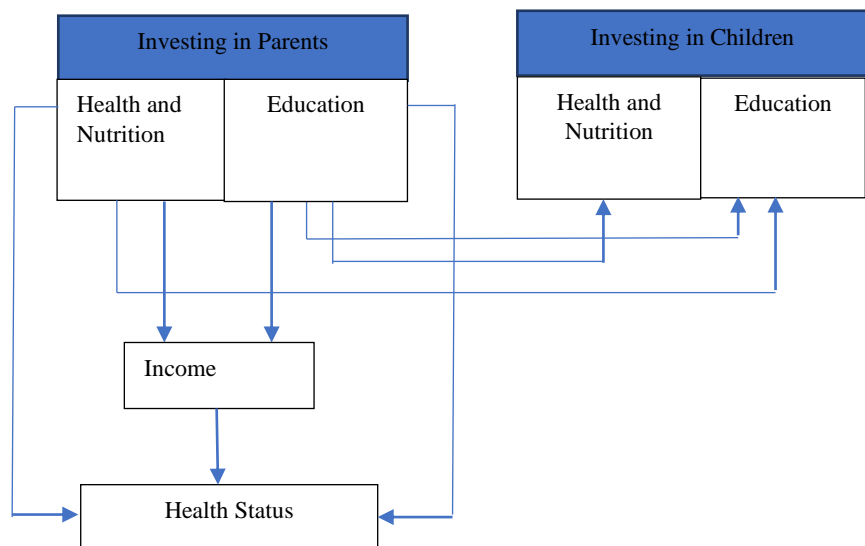 Investing in Parents
Investing in Children
Health and
Nutrition
Education
Health and
Nutrition
Education
Income
Health Status